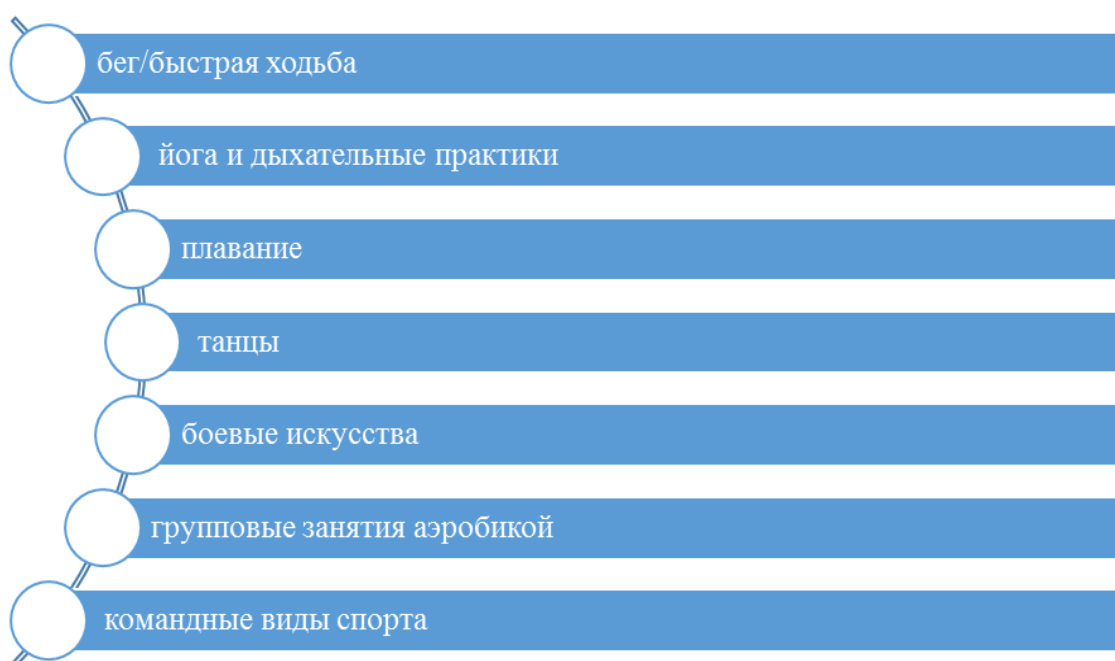 бег/быстрая ходьба
йога и дыхательные практики
плавание
танцы
боевые искусства
групповые занятия аэробикой
командные виды спорта